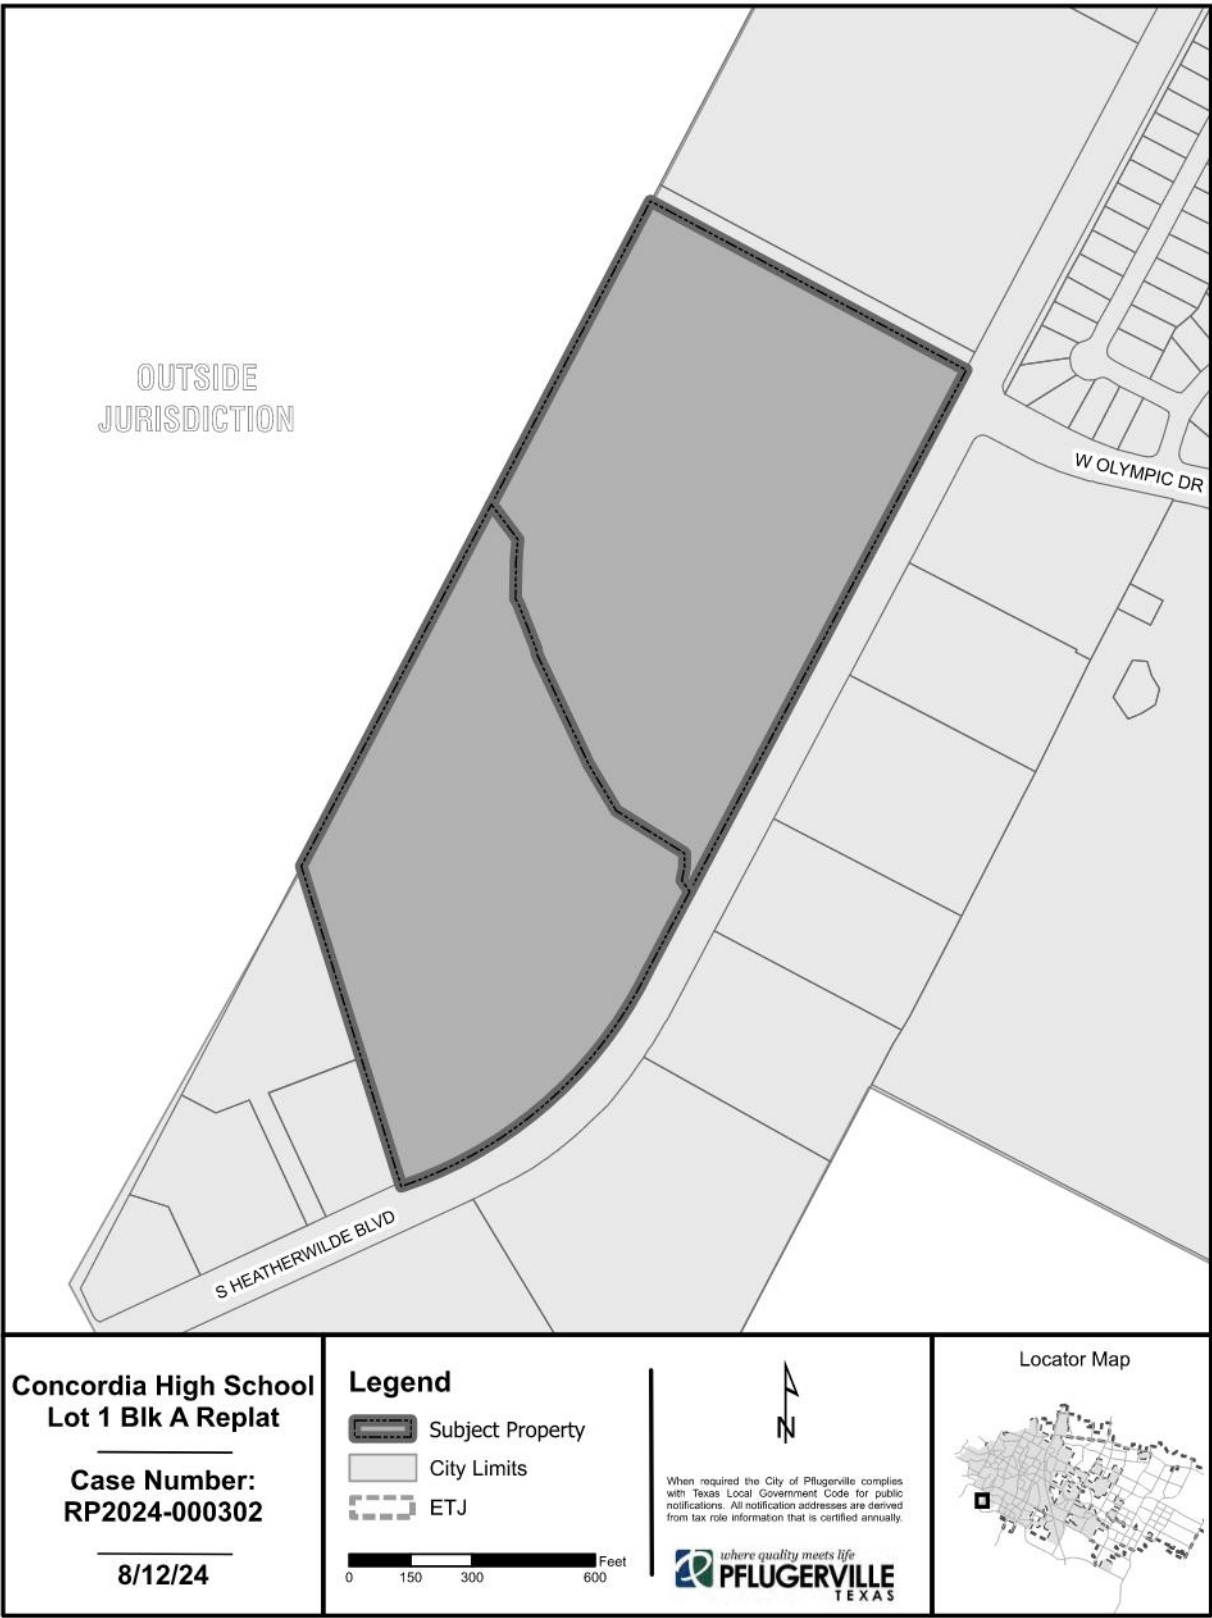 OUTSIDE
JURISDICTION
W OLYMPIC DR
S HEATHERWILDE BLVD
Concordia High School
Lot 1 Blk A Replat
Case Number:
RP2024-000302
8/12/24
Legend
Subject Property
City Limits
ETJ
Feet
0 150 300 600
N
When required the City of Pflugerville complies
with Texas Local Government Code for public
notifications. All notification addresses are derived
from tax role information that is certified annually.
where quality meets life
PFLUGERVILLE
TEXAS
Locator Map